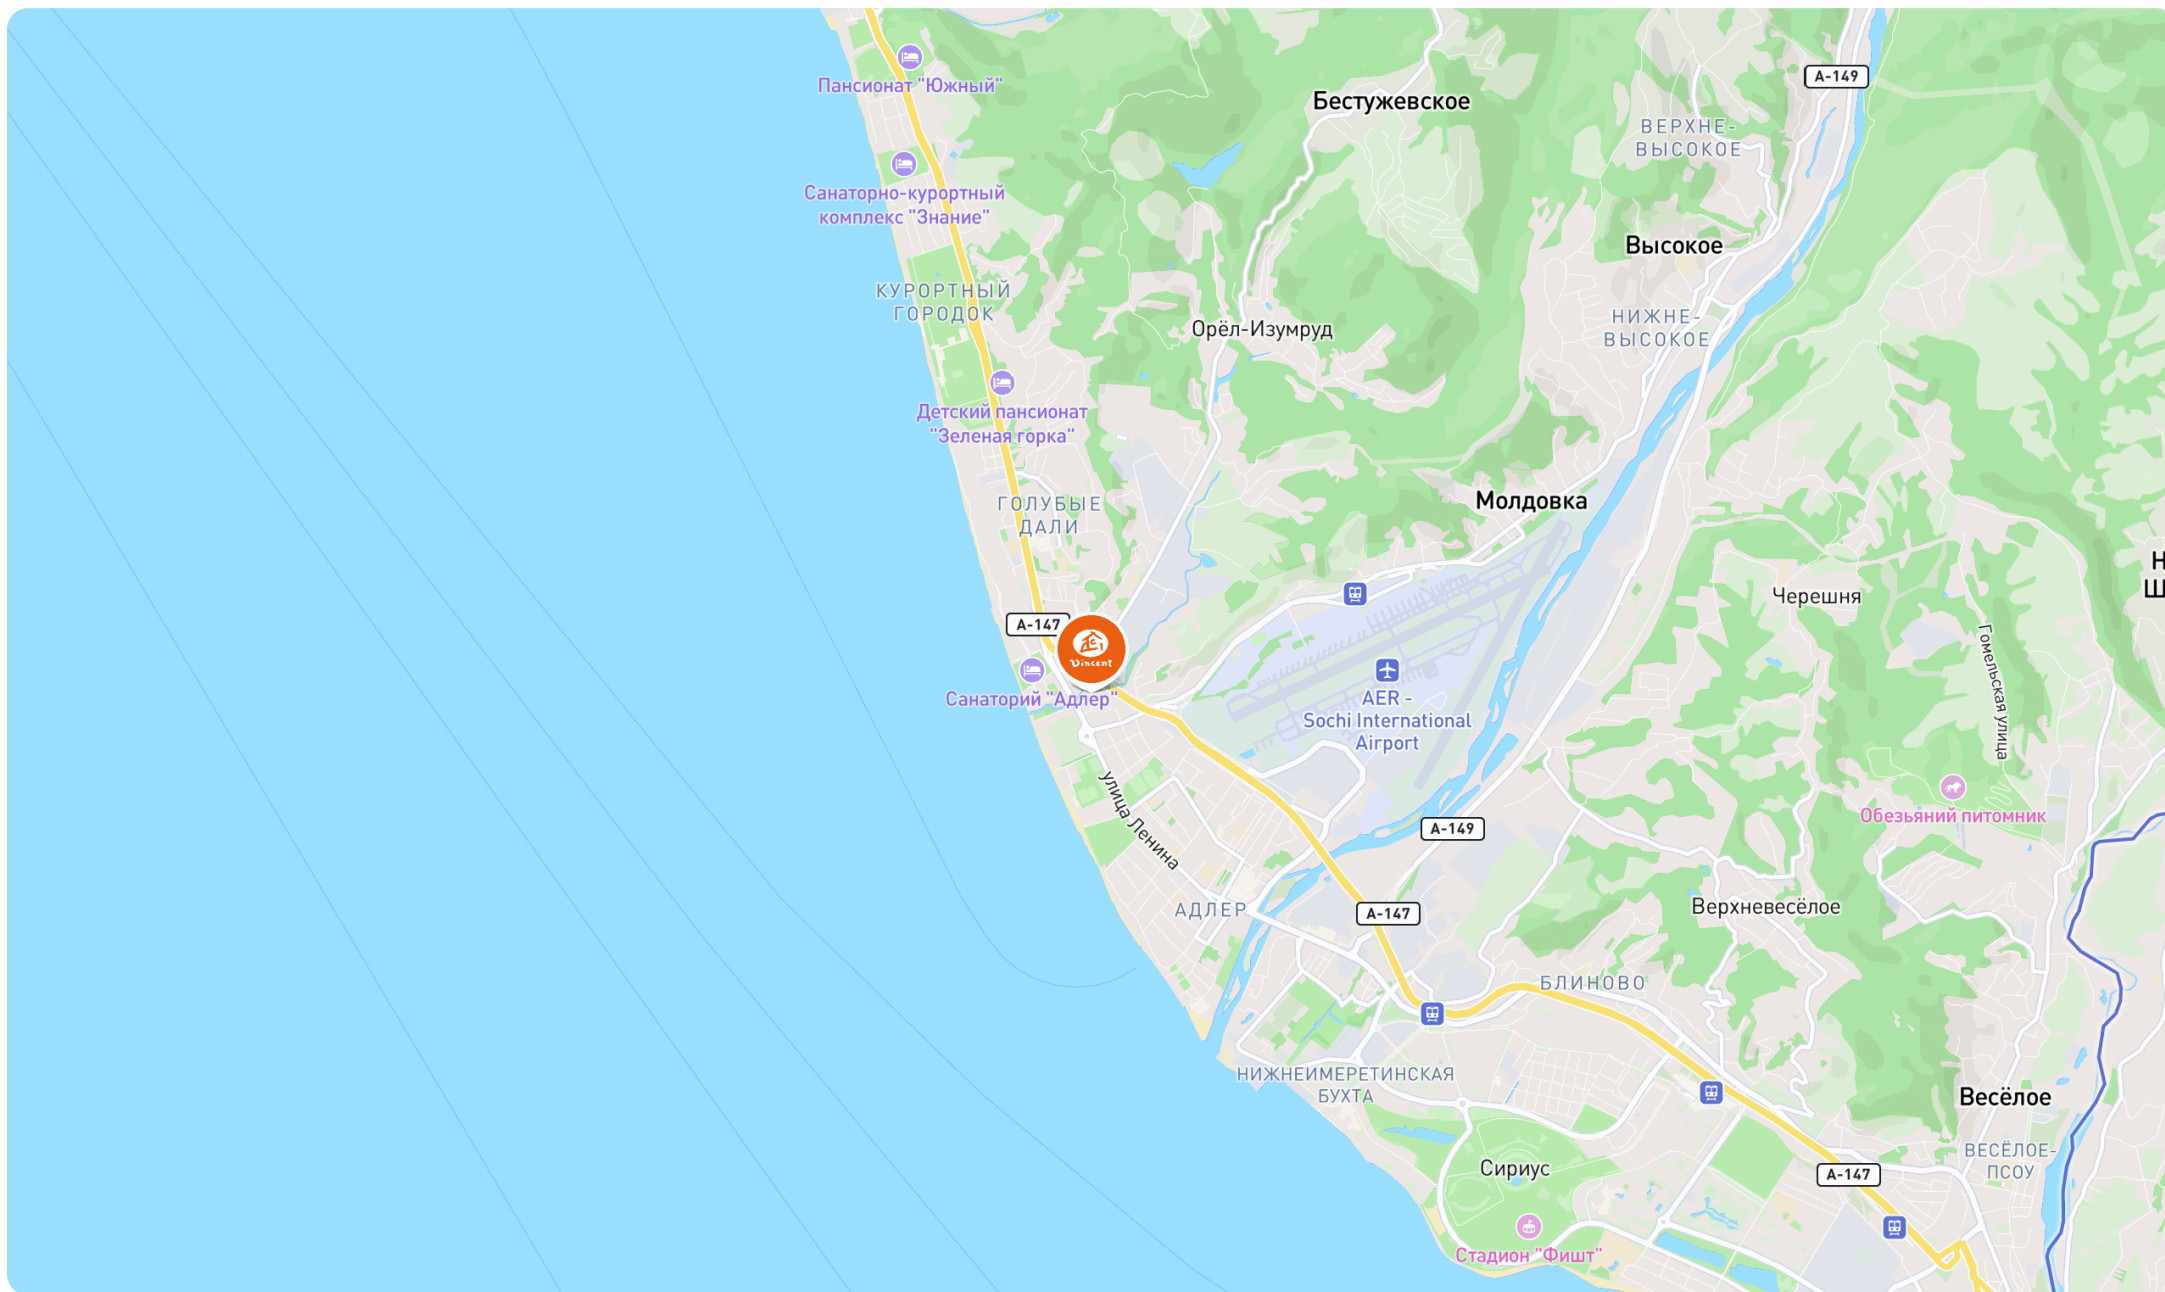 A-149
Пансионат "Южный"
Бестужевское
ВЕРХНЕ-
ВЫСОКОЕ
Санаторно-курортный
комплекс "Знание"
Высокое
КУРОРТНЫЙ
ГОРОДОК
Орёл-Изумруд
НИЖНЕ-
ВЫСОКОЕ
Детский пансионат
"Зеленая горка"
ГОЛУБЫЕ
ДАЛИ
Молдовка
Н
Ш
Черешня
A-147
Vincent
Гомельская улица
Санаторий "Адлер"
AER -
Sochi International
Airport
улица Ленина
Обезьяний питомник
A-149
АДЛЕР
A-147
Верхневесёлое
БЛИНОВО
НИЖНЕИМЕРЕТИНСКАЯ
БУХТА
Весёлое
Сириус
ВЕСЁЛОЕ-
ПСОУ
A-147
Стадион "Фишт"